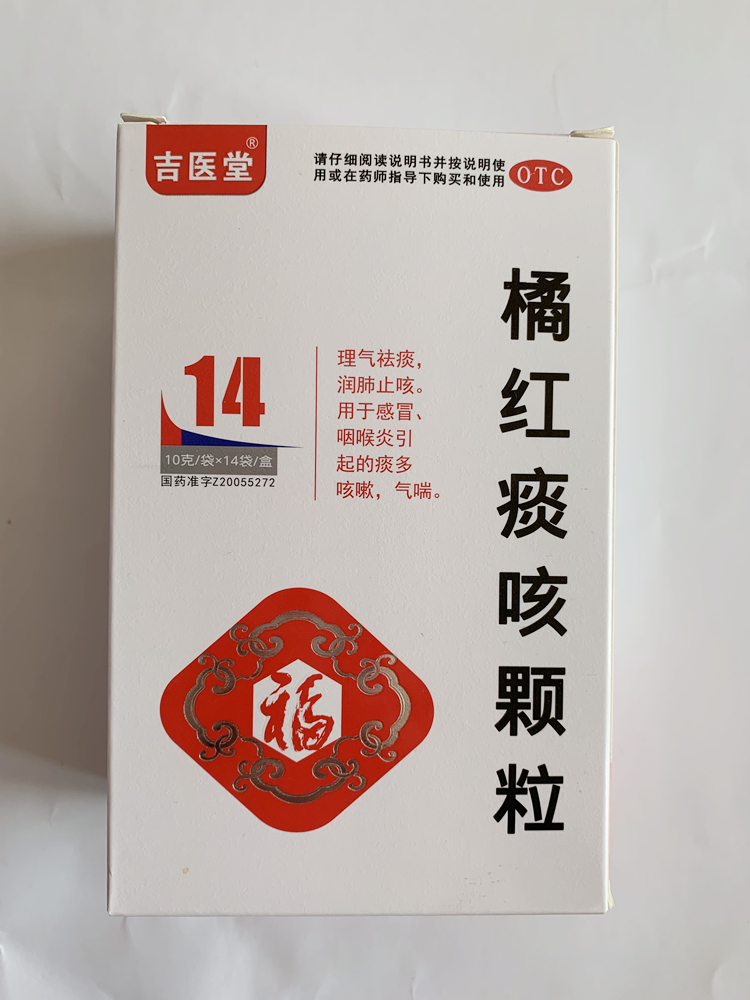 吉医堂®
请仔细阅读说明书并按说明使
用或在药师指导下购买和使用
OTC
橘红痰咳颗粒
14
10克/袋×14袋/盒
国药准字Z20055272
理气祛痰，
润肺止咳。
用于感冒、
咽喉炎引
起的痰多
咳嗽，气喘。
福